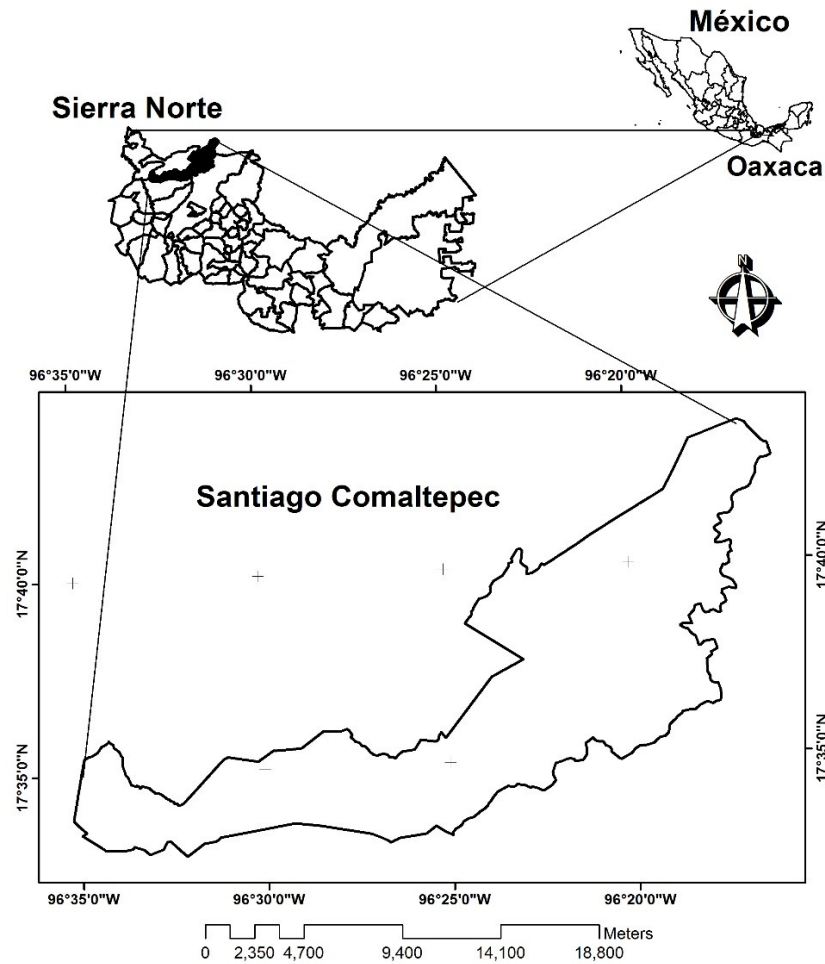 México
Sierra Norte
Oaxaca
N
96°35'0"W 96°30'0"W 96°25'0"W 96°20'0"W
Santiago Comaltepec
17°40'0"N
17°40'0"N
17°35'0"N
17°35'0"N
96°35'0"W 96°30'0"W 96°25'0"W 96°20'0"W
Meters
0 2,350 4,700 9,400 14,100 18,800